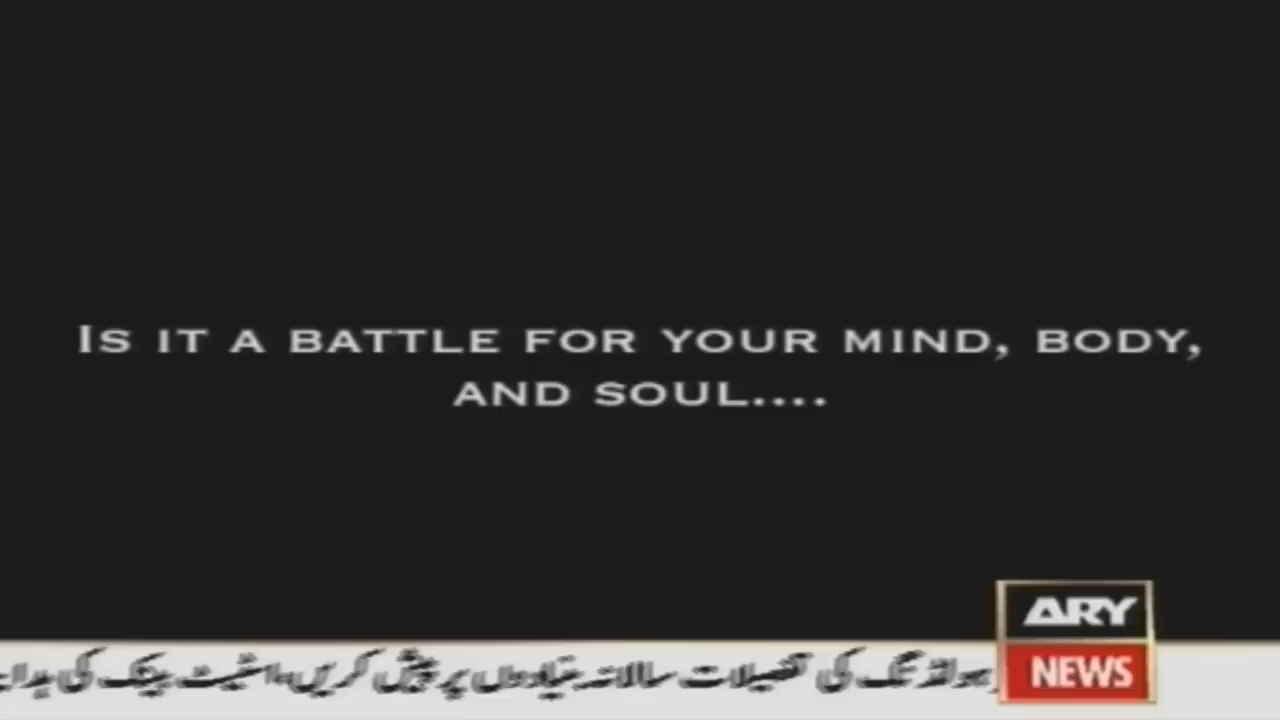 IS IT A BATTLE FOR YOUR MIND, BODY,
AND SOUL....
ARY
NEWS
ہولڈنگ کی تفصیلات سالانہ بنیادوں پر پیش کریں، اسٹیٹ بینک کی